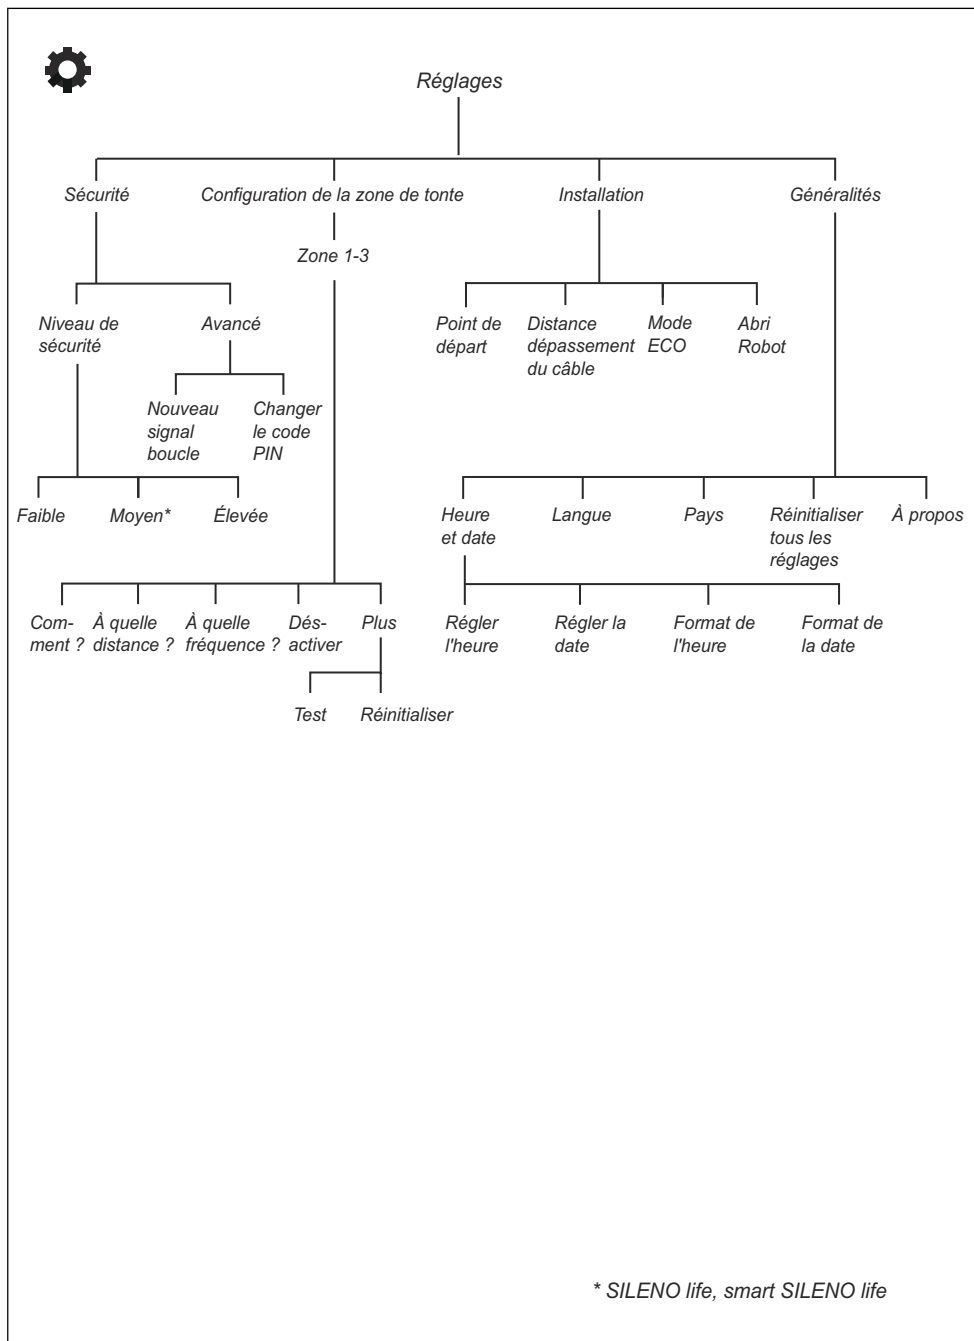 Réglages
Sécurité
Configuration de la zone de tonte
Installation
Généralités
Zone 1-3
Niveau de
sécurité
Avancé
Point de
départ
Distance
dépassement
du câble
Mode
ECO
Abri
Robot
Nouveau
signal
boucle
Changer
le code
PIN
Faible
Moyen*
Élevée
Heure
et date
Langue
Pays
Réinitialiser
tous les
réglages
À propos
Com-
ment ?
À quelle
distance ?
À quelle
fréquence ?
Dés-
activer
Plus
Régler
l'heure
Régler la
date
Format de
l'heure
Format de
la date
Test
Réinitialiser
* SILENO life, smart SILENO life